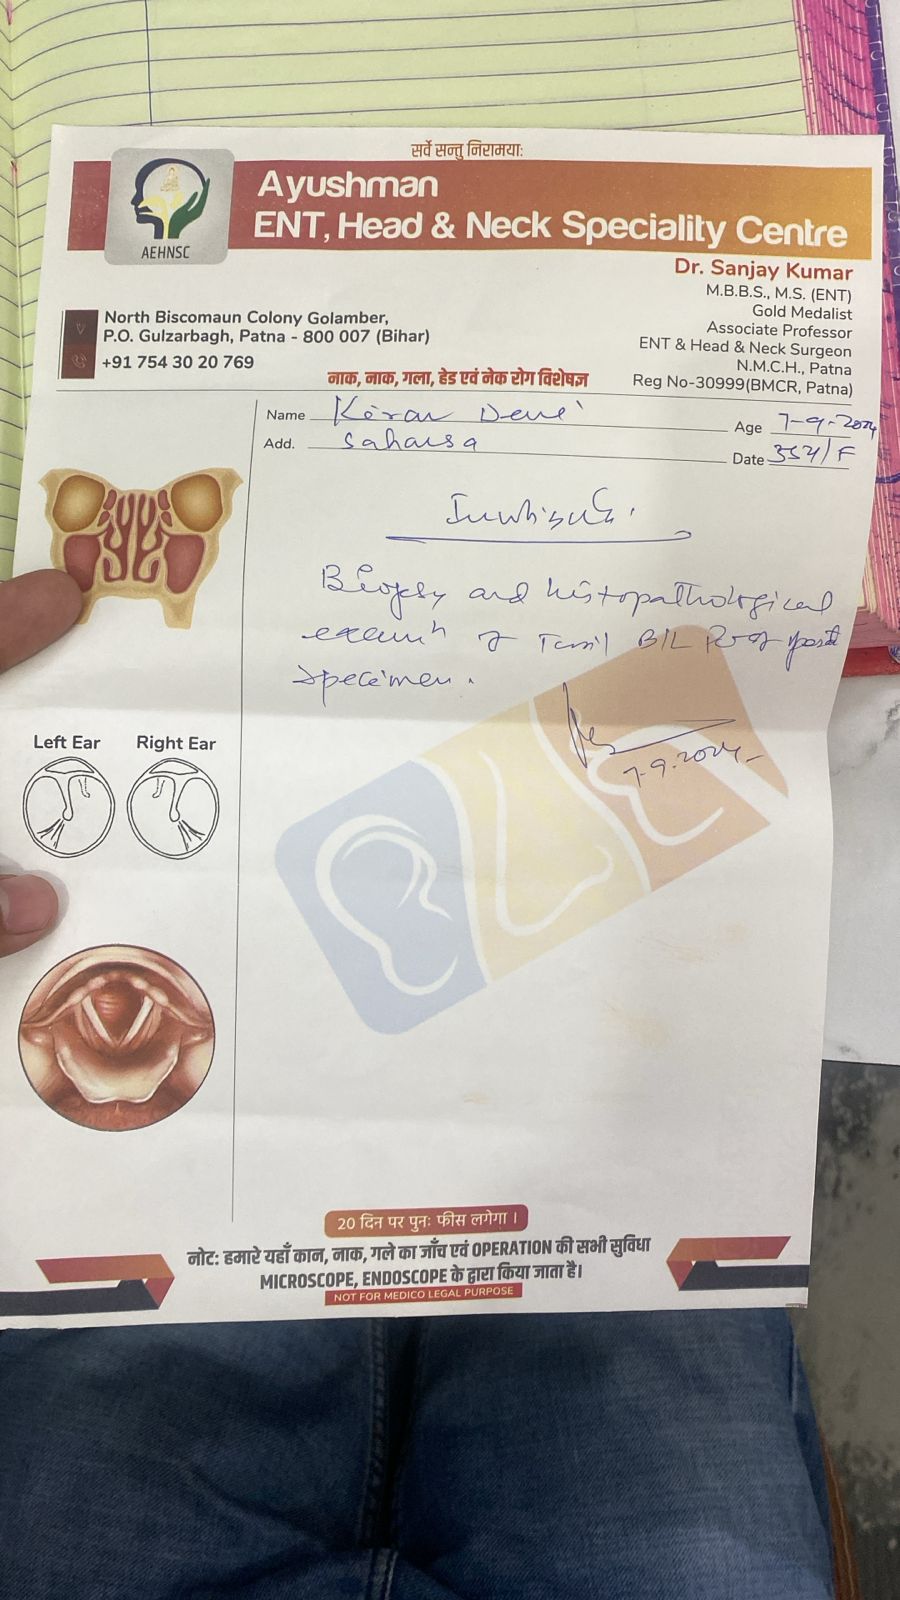 सर्वे सन्तु निरामयाः
Ayushman
ENT, Head & Neck Speciality Centre
AEHNSC
Dr. Sanjay Kumar
M.B.B.S., M.S. (ENT)
Gold Medalist
Associate Professor
ENT & Head & Neck Surgeon
N.M.C.H., Patna
Reg No-30999(BMCR, Patna)
North Biscomaun Colony Golamber,
P.O. Gulzarbagh, Patna - 800 007 (Bihar)
+91 754 30 20 769
नाक, नाक, गला, हेड एवं नेक रोग विशेषज्ञ
Name Kiran Devi Age 7-9-2024
Add. Saharsa Date 35y/F
Biopsy and histopathological
of Tonsil B/L
specimen.
7-9-2024
Left Ear Right Ear
20 दिन पर पुनः फीस लगेगा ।
नोट: हमारे यहाँ कान, नाक, गले का जाँच एवं OPERATION की सभी सुविधा
MICROSCOPE, ENDOSCOPE के द्वारा किया जाता है।
NOT FOR MEDICO LEGAL PURPOSE